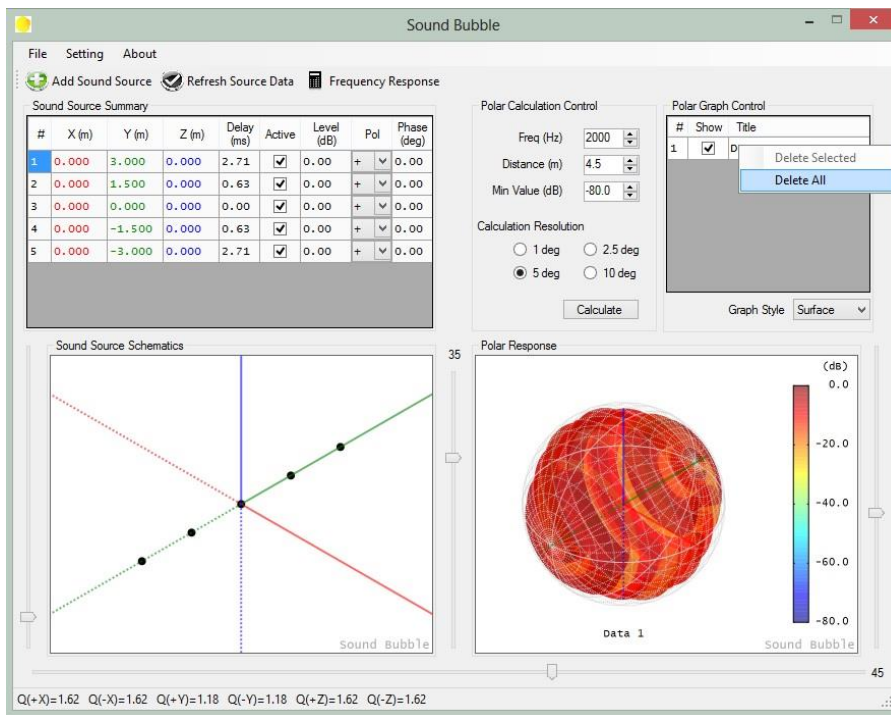 Sound Bubble
File Setting About
Add Sound Source Refresh Source Data Frequency Response
Sound Source Summary
# X (m) Y (m) Z (m) Delay (ms) Active Level (dB) Pol Phase (deg)
1 0.000 3.000 0.000 2.71 0.00 + 0.00
2 0.000 1.500 0.000 0.63 0.00 + 0.00
3 0.000 0.000 0.000 0.00 0.00 + 0.00
4 0.000 -1.500 0.000 0.63 0.00 + 0.00
5 0.000 -3.000 0.000 2.71 0.00 + 0.00
Polar Calculation Control
Freq (Hz) 2000
Distance (m) 4.5
Min Value (dB) -80.0
Calculation Resolution
1 deg 2.5 deg
5 deg 10 deg
Calculate
Polar Graph Control
# Show Title
1 D
Delete Selected
Delete All
Graph Style Surface
Sound Source Schematics
35
Sound Bubble
Polar Response
(dB)
0.0
-20.0
-40.0
-60.0
-80.0
Data 1
Sound Bubble
45
Q(+X)=1.62 Q(-X)=1.62 Q(+Y)=1.18 Q(-Y)=1.18 Q(+Z)=1.62 Q(-Z)=1.62